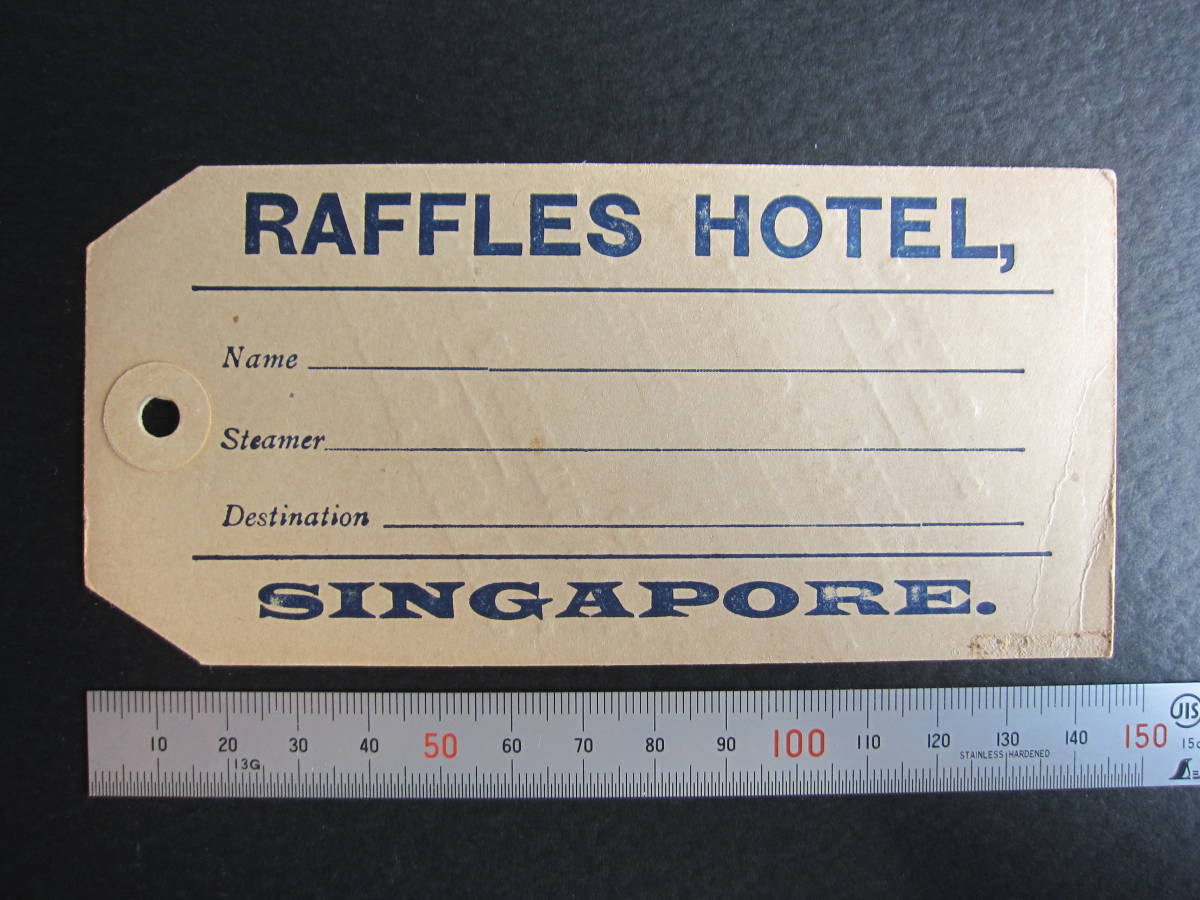 RAFFLES HOTEL,
Name
Steamer
Destination
SINGAPORE.
10 20 30 40 50 60 70 80 90 100 110 120 130 140 150
13G
STAINLESS HARDENED
JIS